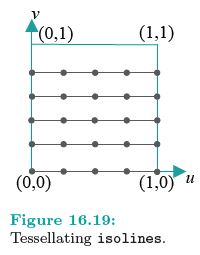 v
(0,1) (1,1)
(0,0) (1,0) u
Figure 16.19:
Tessellating isolines.